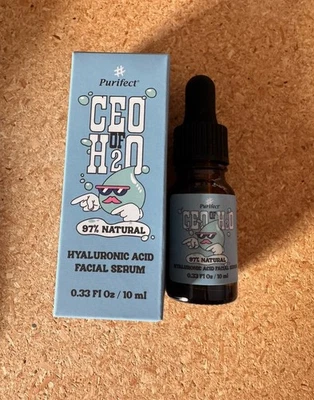 Purifect
CEO
OF
H2O
97% NATURAL
HYALURONIC ACID
FACIAL SERUM
0.33 Fl Oz / 10 ml
Purifect
CEO OF H2O
97% NATURAL
HYALURONIC ACID
FACIAL SERUM
0.33 Fl Oz / 10 ml